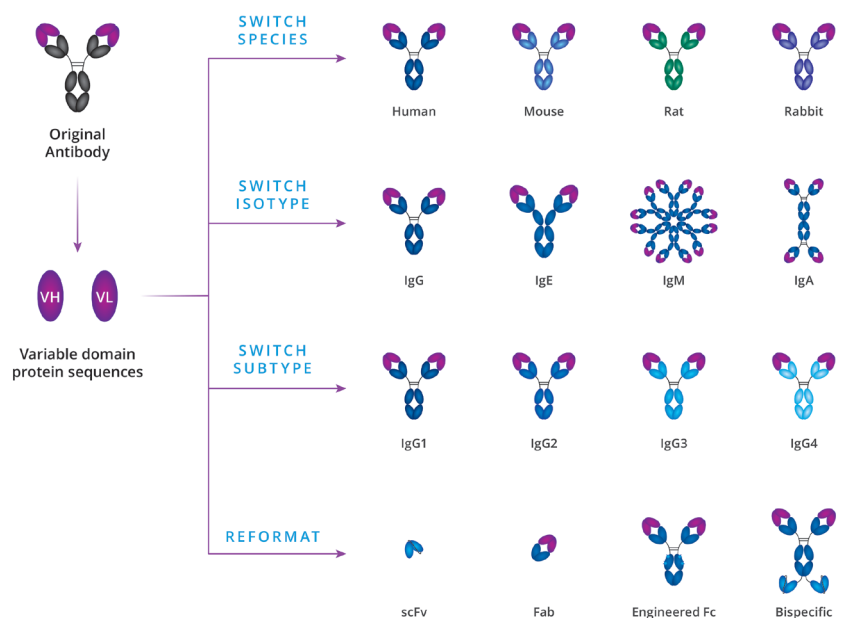 Original
Antibody
VH
VL
Variable domain
protein sequences
SWITCH
SPECIES
Human
Mouse
Rat
Rabbit
SWITCH
ISOTYPE
IgG
IgE
IgM
IgA
SWITCH
SUBTYPE
IgG1
IgG2
IgG3
IgG4
REFORMAT
scFv
Fab
Engineered Fc
Bispecific